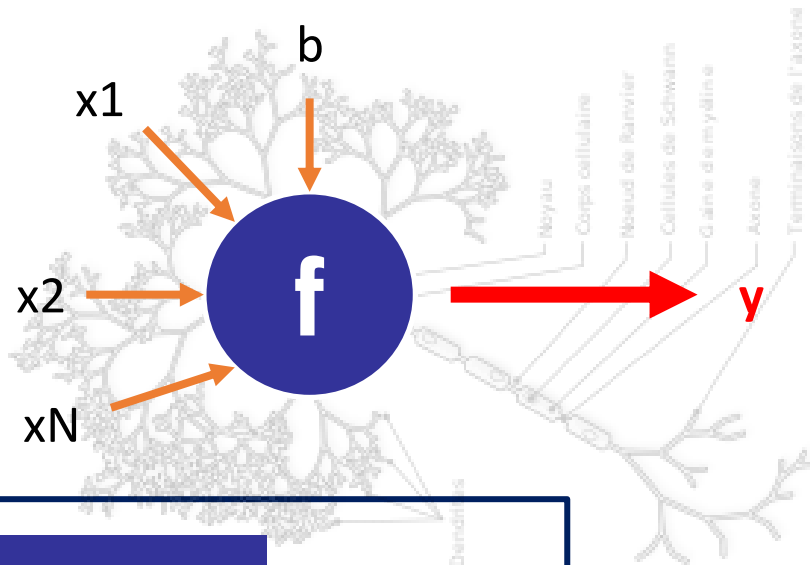 b
x1
f
x2
y
xN
Noyau
Corps cellulaire
Noeud de Ranvier
Cellules de Schwann
Gaine de myéline
Axone
Terminaisons de l'axone
Dendrites